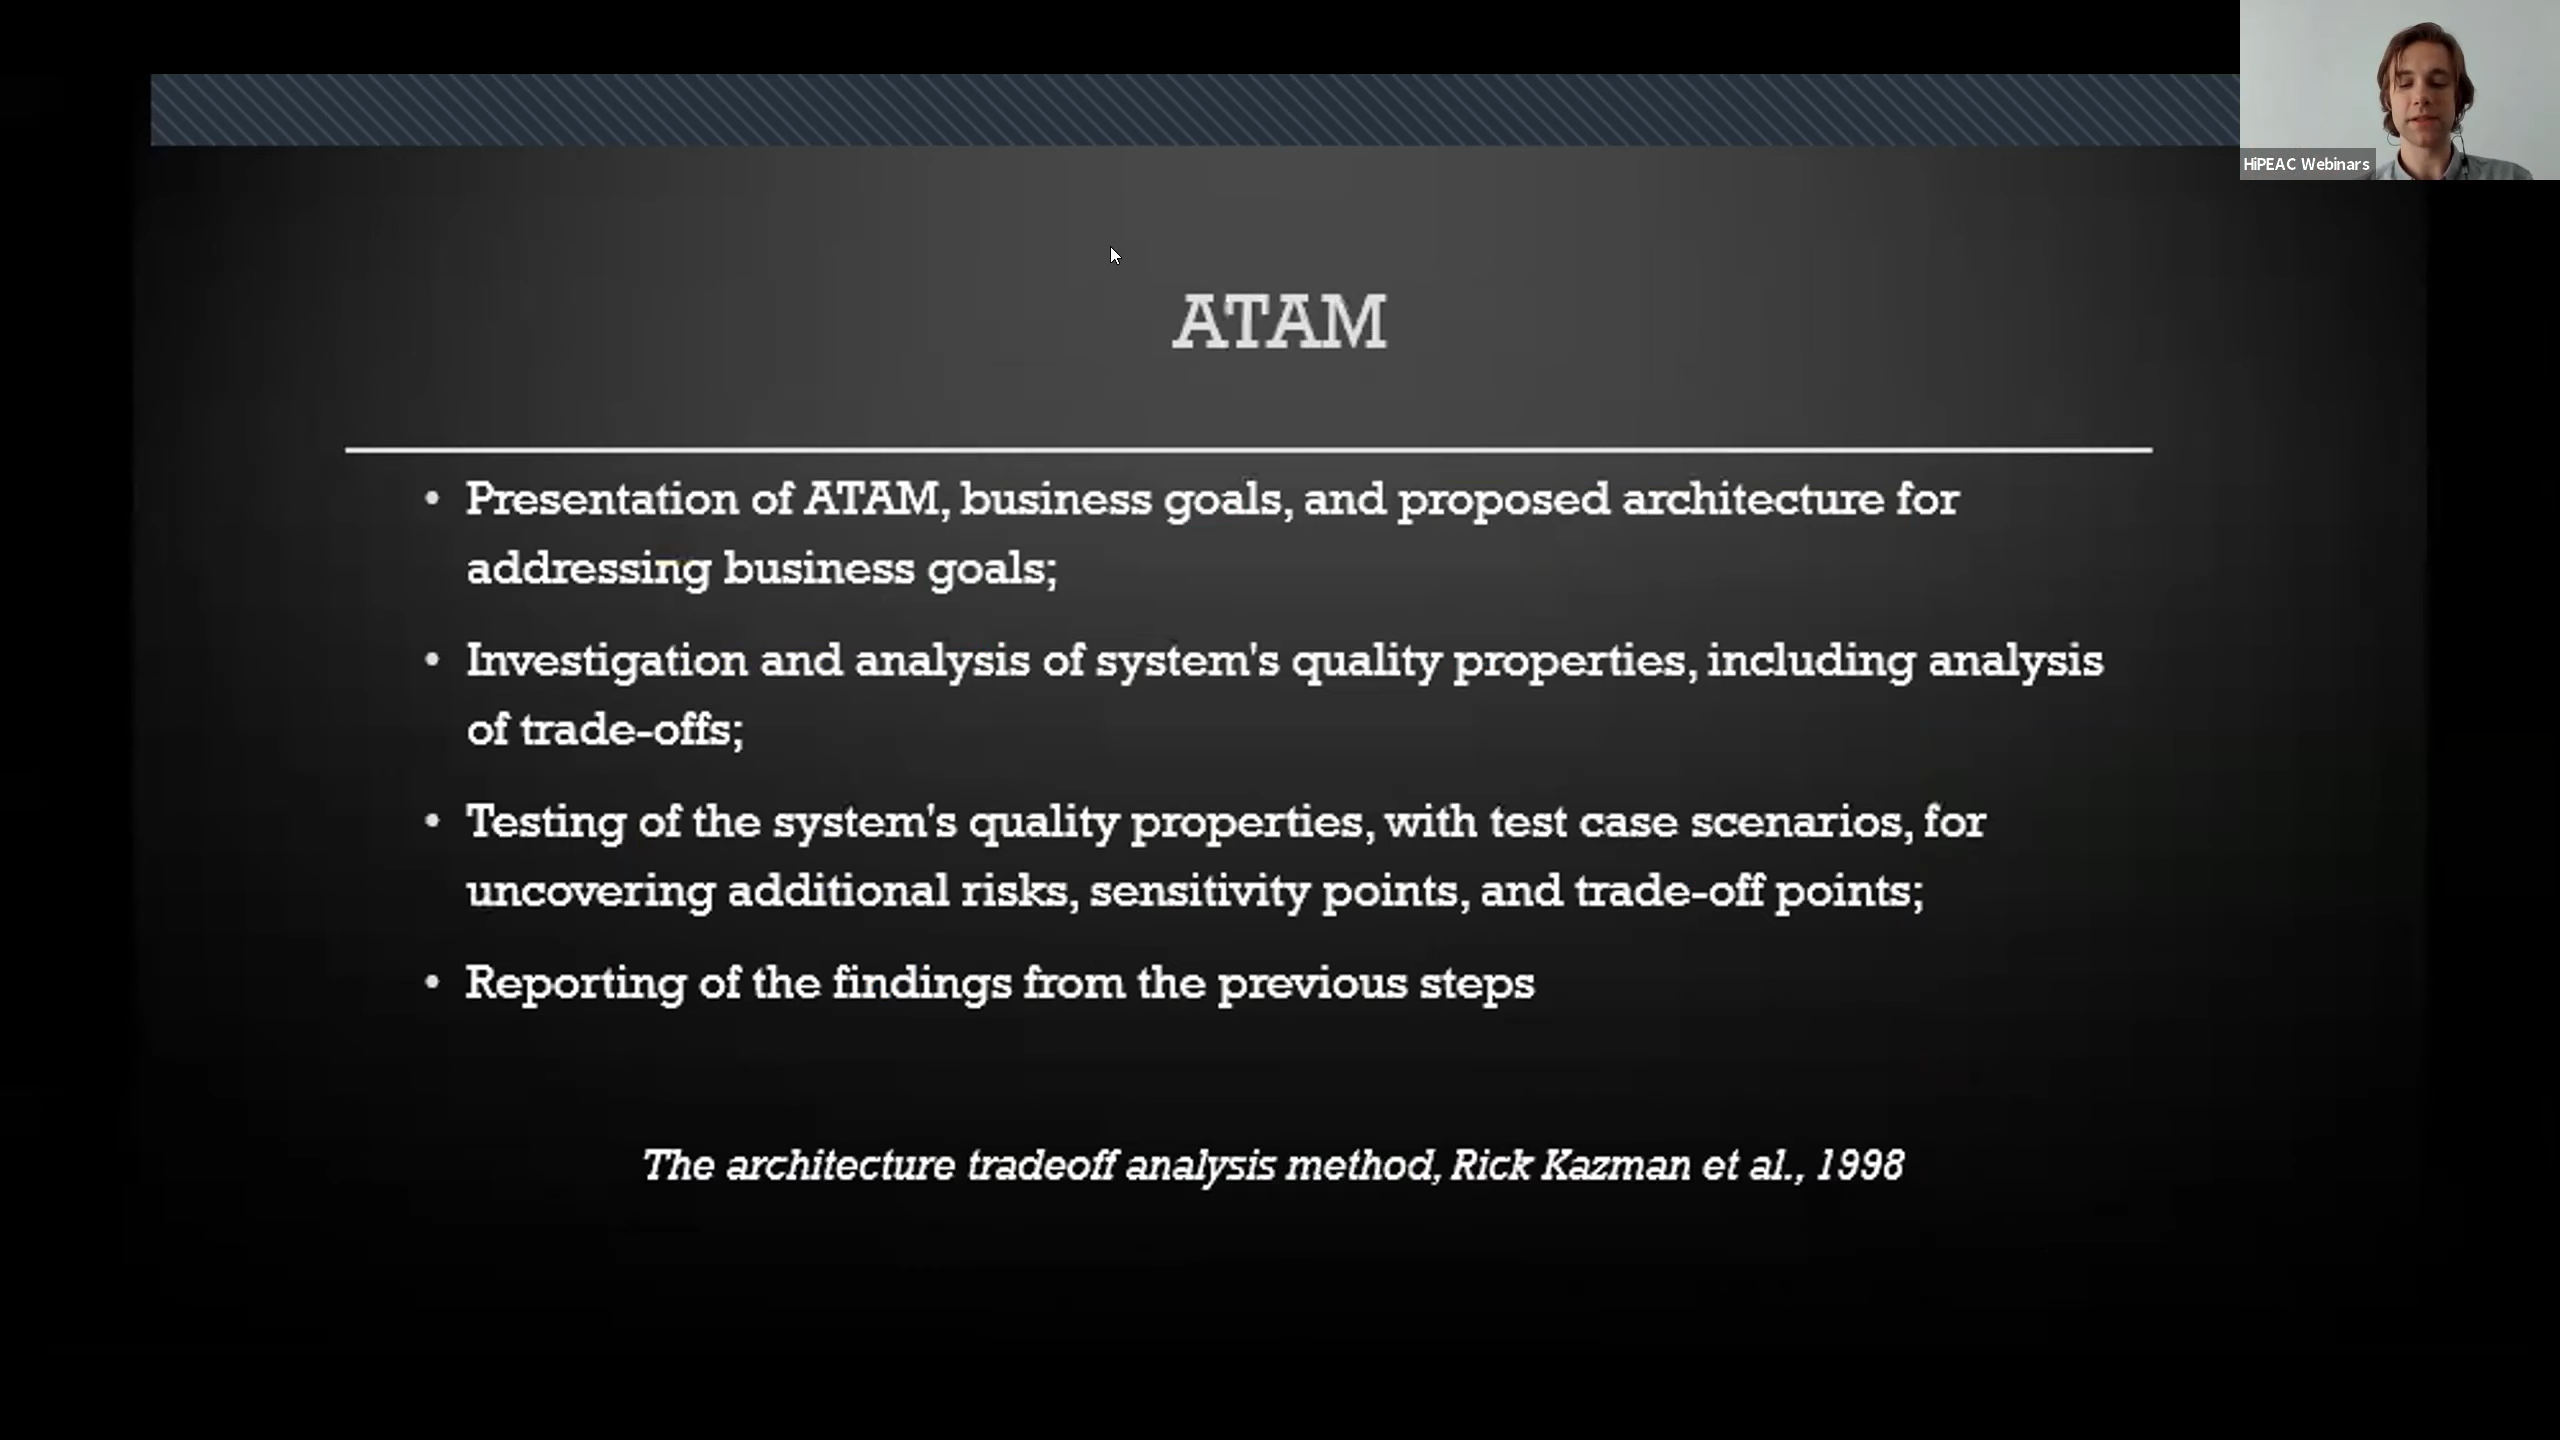 HiPEAC Webinars
ATAM
• Presentation of ATAM, business goals, and proposed architecture for
addressing business goals;
• Investigation and analysis of system's quality properties, including analysis
of trade-offs;
• Testing of the system's quality properties, with test case scenarios, for
uncovering additional risks, sensitivity points, and trade-off points;
• Reporting of the findings from the previous steps
The architecture tradeoff analysis method, Rick Kazman et al., 1998